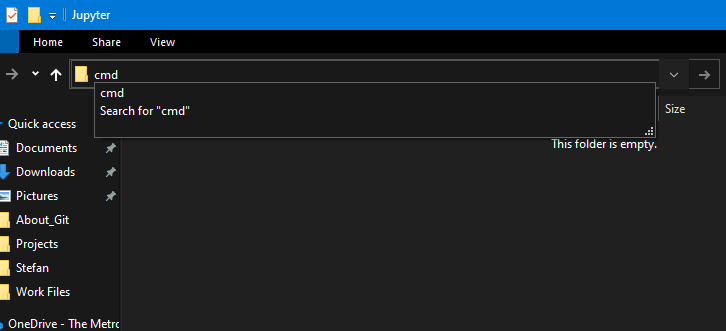 Jupyter
Home Share View
cmd
cmd
Search for "cmd"
Size
This folder is empty.
Quick access
Documents
Downloads
Pictures
About_Git
Projects
Stefan
Work Files
OneDrive - The Metro